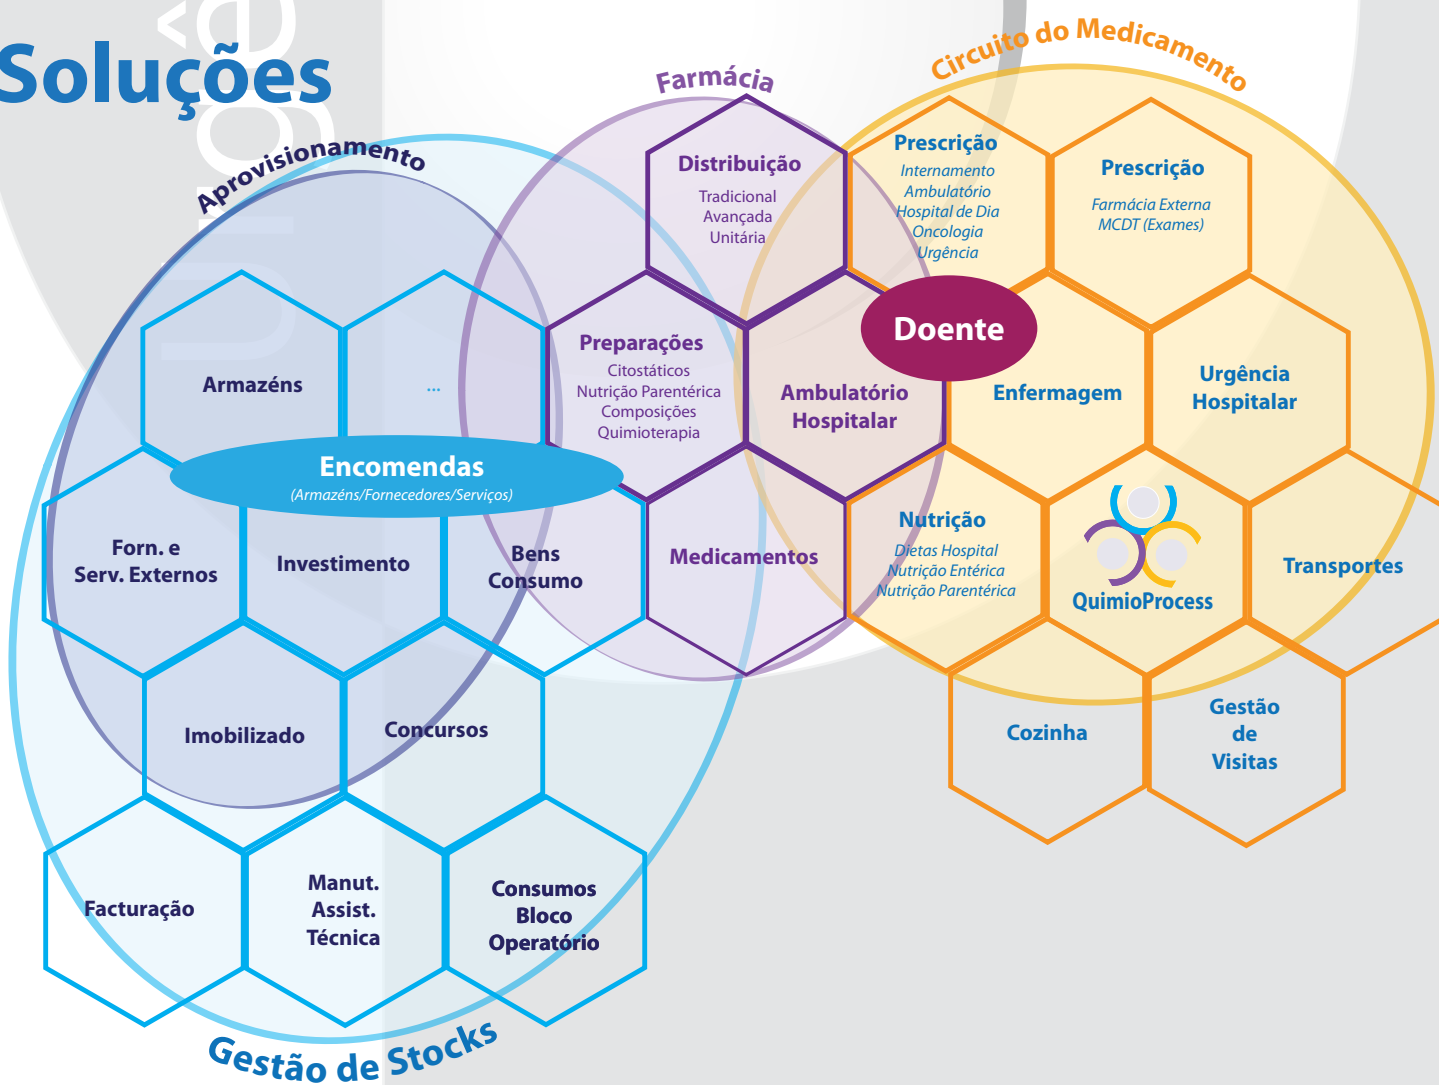 Soluções
Urgê
Aprovisionamento
Farmácia
Circuito do Medicamento
Distribuição
Tradicional
Avançada
Unitária
Prescrição
Internamento
Ambulatório
Hospital de Dia
Oncologia
Urgência
Prescrição
Farmácia Externa
MCDT (Exames)
Doente
Armazéns
...
Preparações
Citostáticos
Nutrição Parentérica
Composições
Quimioterapia
Ambulatório
Hospitalar
Enfermagem
Urgência
Hospitalar
Encomendas
(Armazéns/Fornecedores/Serviços)
Forn. e
Serv. Externos
Investimento
Bens
Consumo
Medicamentos
Nutrição
Dietas Hospital
Nutrição Entérica
Nutrição Parentérica
QuimioProcess
Transportes
Imobilizado
Concursos
Cozinha
Gestão
de
Visitas
Facturação
Manut.
Assist.
Técnica
Consumos
Bloco
Operatório
Gestão de Stocks